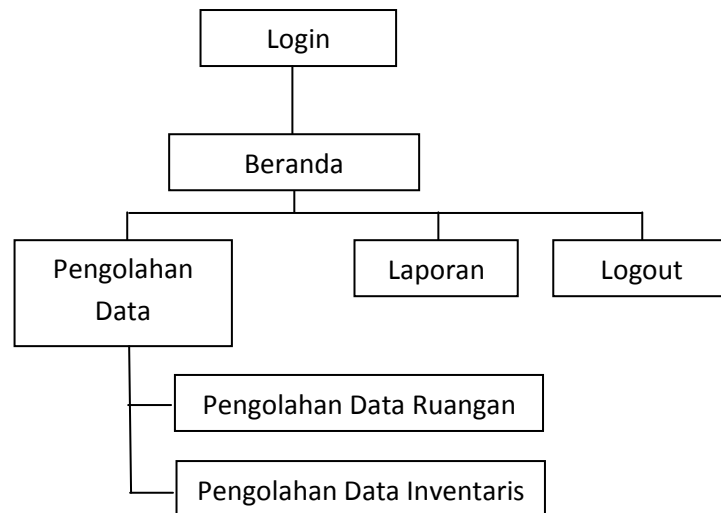 Login
Beranda
Pengolahan
Data
Laporan
Logout
Pengolahan Data Ruangan
Pengolahan Data Inventaris